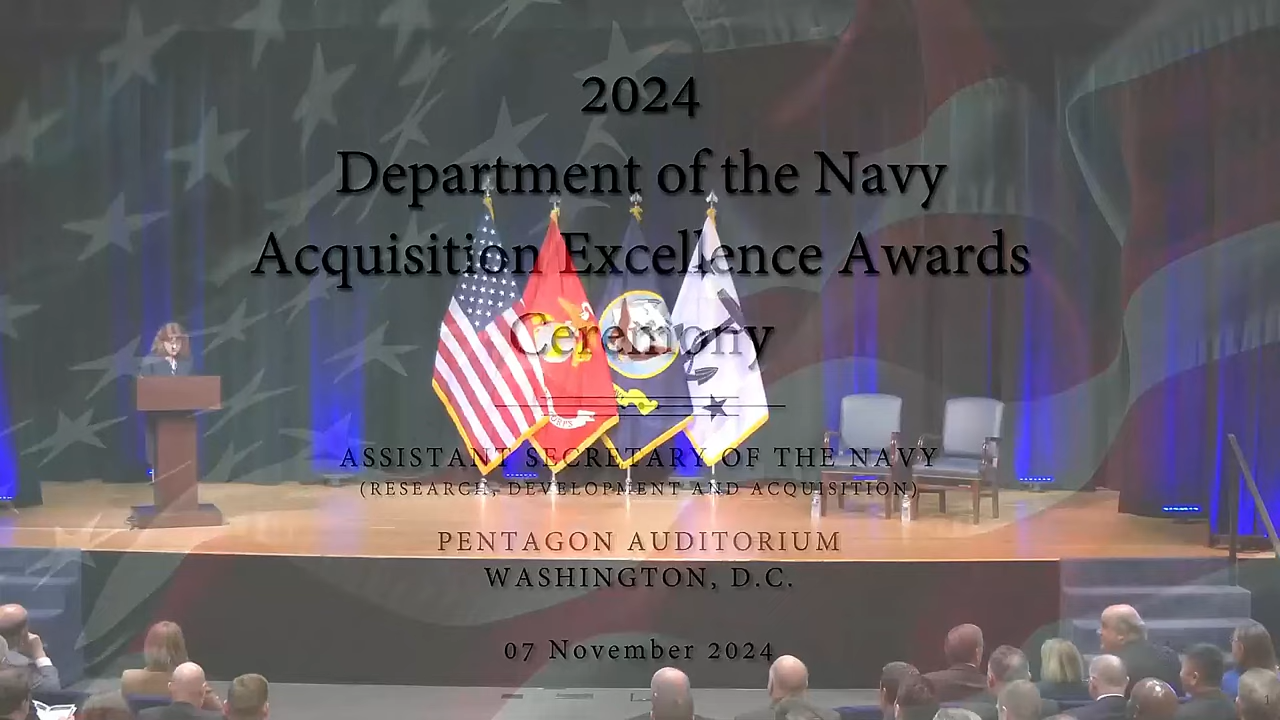 2024
Department of the Navy
Acquisition Excellence Awards
Ceremony
ASSISTANT SECRETARY OF THE NAVY
(RESEARCH, DEVELOPMENT AND ACQUISITION)
PENTAGON AUDITORIUM
WASHINGTON, D.C.
07 November 2024
1